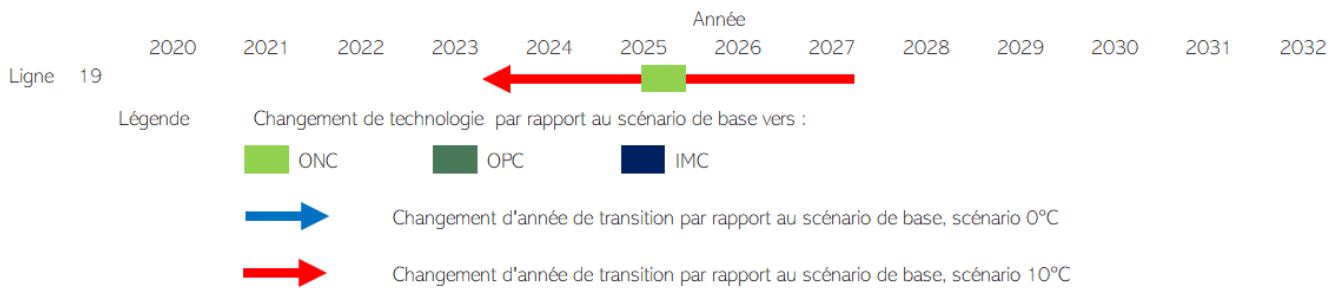 Année
2020 2021 2022 2023 2024 2025 2026 2027 2028 2029 2030 2031 2032
Ligne 19
Légende Changement de technologie par rapport au scénario de base vers :
ONC OPC IMC
Changement d'année de transition par rapport au scénario de base, scénario 0°C
Changement d'année de transition par rapport au scénario de base, scénario 10°C